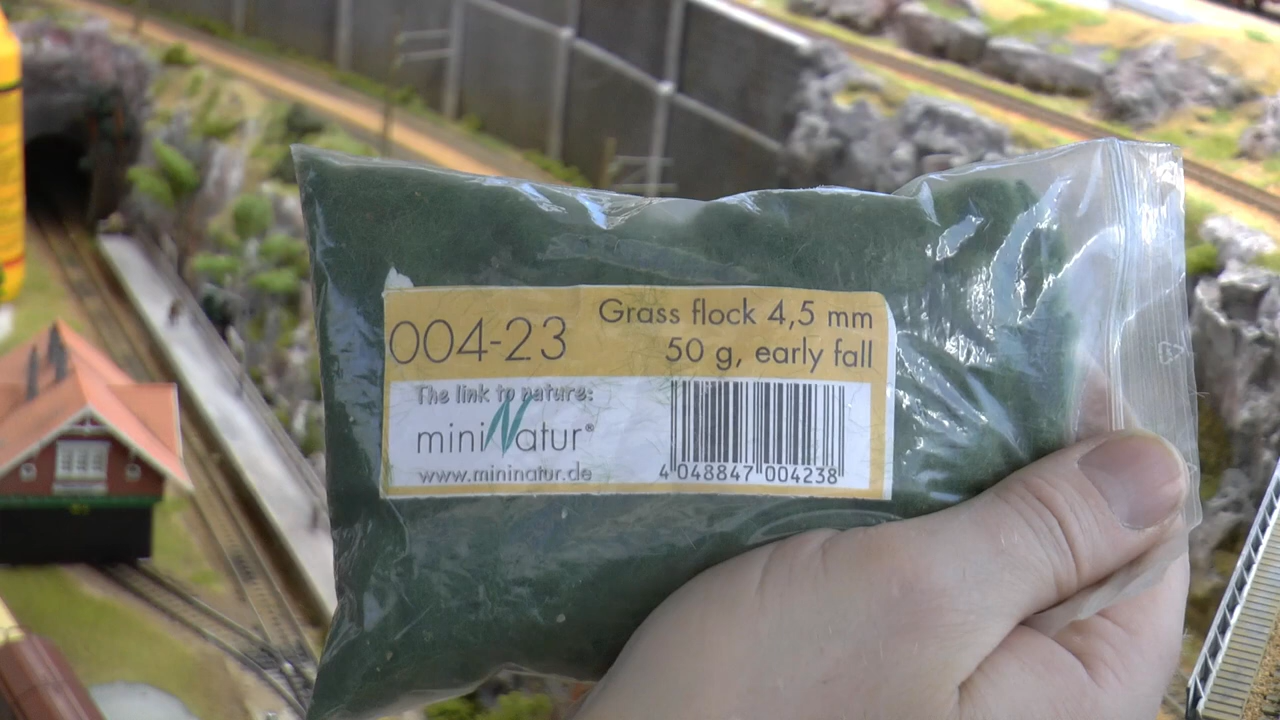 004-23
Grass flock 4,5 mm
50 g, early fall
The link to nature:
miniNatur®
www.mininatur.de
4 048847 004238